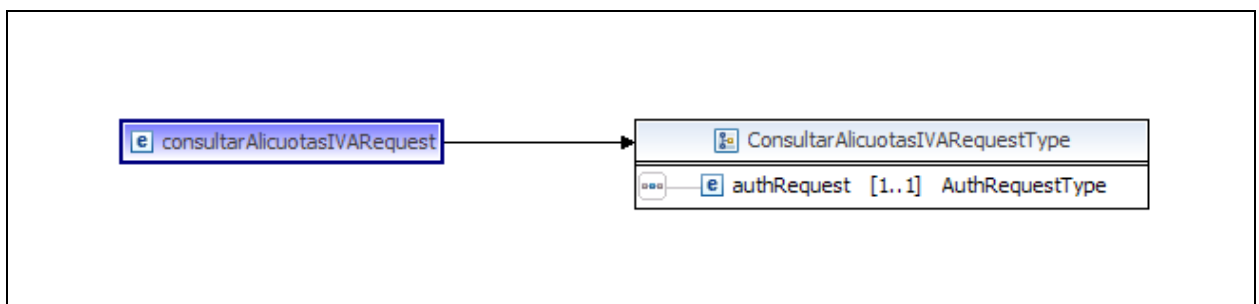 consultarAlicuotasIVARequest
ConsultarAlicuotasIVARequestType
e authRequest [1..1] AuthRequestType